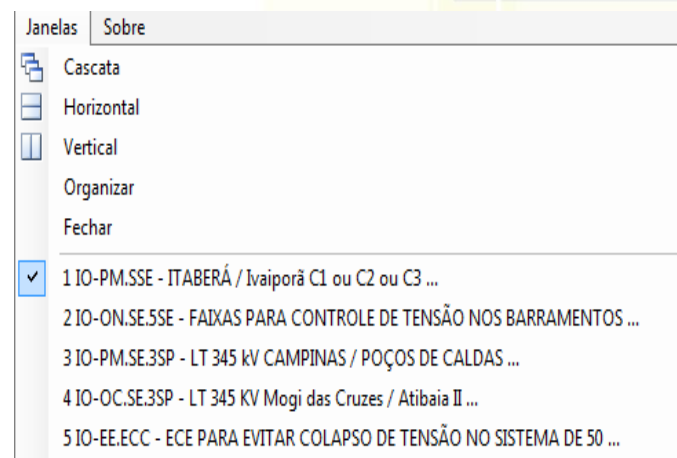 Janelas Sobre
Cascata
Horizontal
Vertical
Organizar
Fechar
1 IO-PM.SSE - ITABERÁ / Ivaiporã C1 ou C2 ou C3 ...
2 IO-ON.SE.5SE - FAIXAS PARA CONTROLE DE TENSÃO NOS BARRAMENTOS ...
3 IO-PM.SE.3SP - LT 345 kV CAMPINAS / POÇOS DE CALDAS ...
4 IO-OC.SE.3SP - LT 345 KV Mogi das Cruzes / Atibaia II ...
5 IO-EE.ECC - ECE PARA EVITAR COLAPSO DE TENSÃO NO SISTEMA DE 50 ...